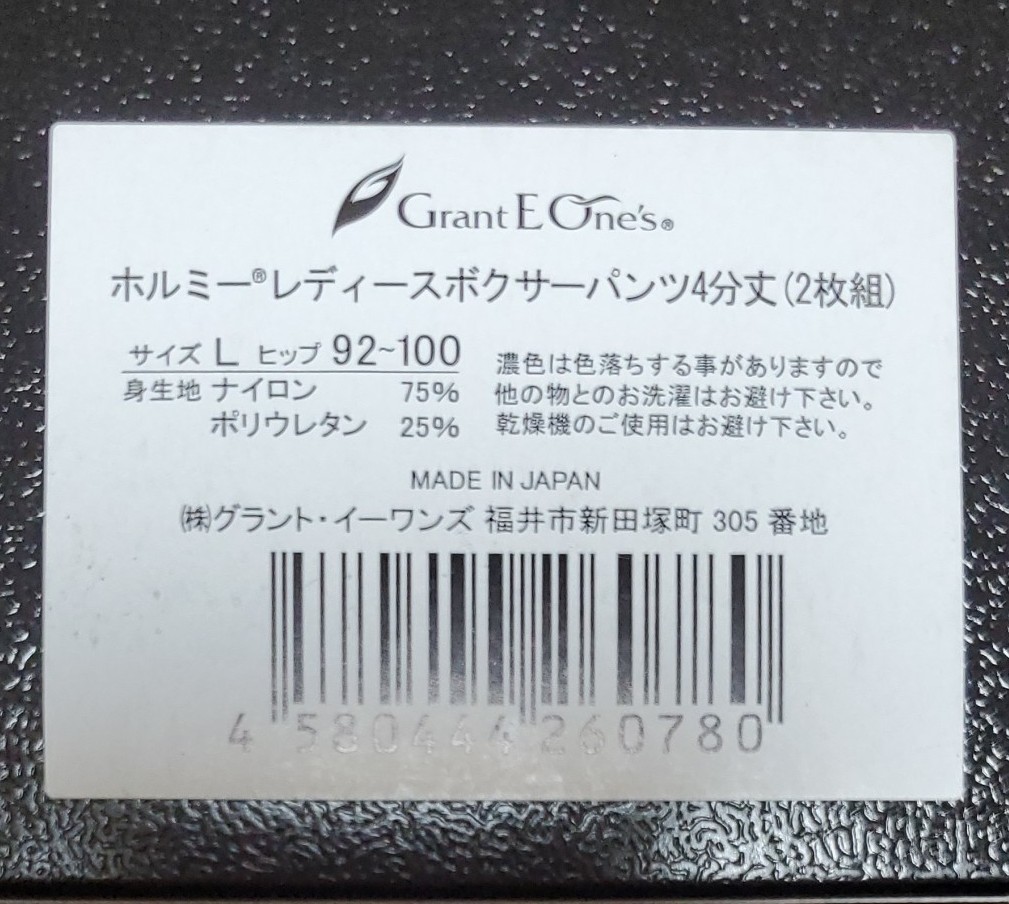 Grant E One's®
ホルミー®レディースボクサーパンツ4分丈(2枚組)
サイズ L ヒップ 92~100
身生地 ナイロン 75%
ポリウレタン 25%
濃色は色落ちする事がありますので
他の物とのお洗濯はお避け下さい。
乾燥機のご使用はお避け下さい。
MADE IN JAPAN
㈱グラント・イーワンズ 福井市新田塚町 305 番地
4 580444 260780